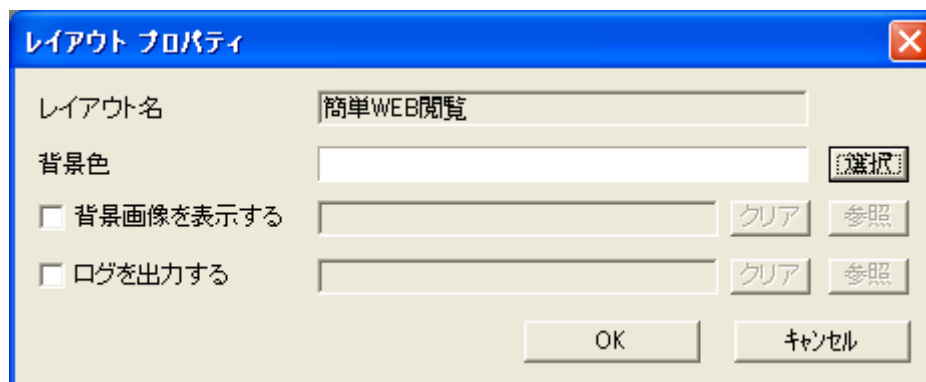 レイアウト プロパティ
レイアウト名 簡単WEB閲覧
背景色 選択
背景画像を表示する クリア 参照
ログを出力する クリア 参照
OK キャンセル